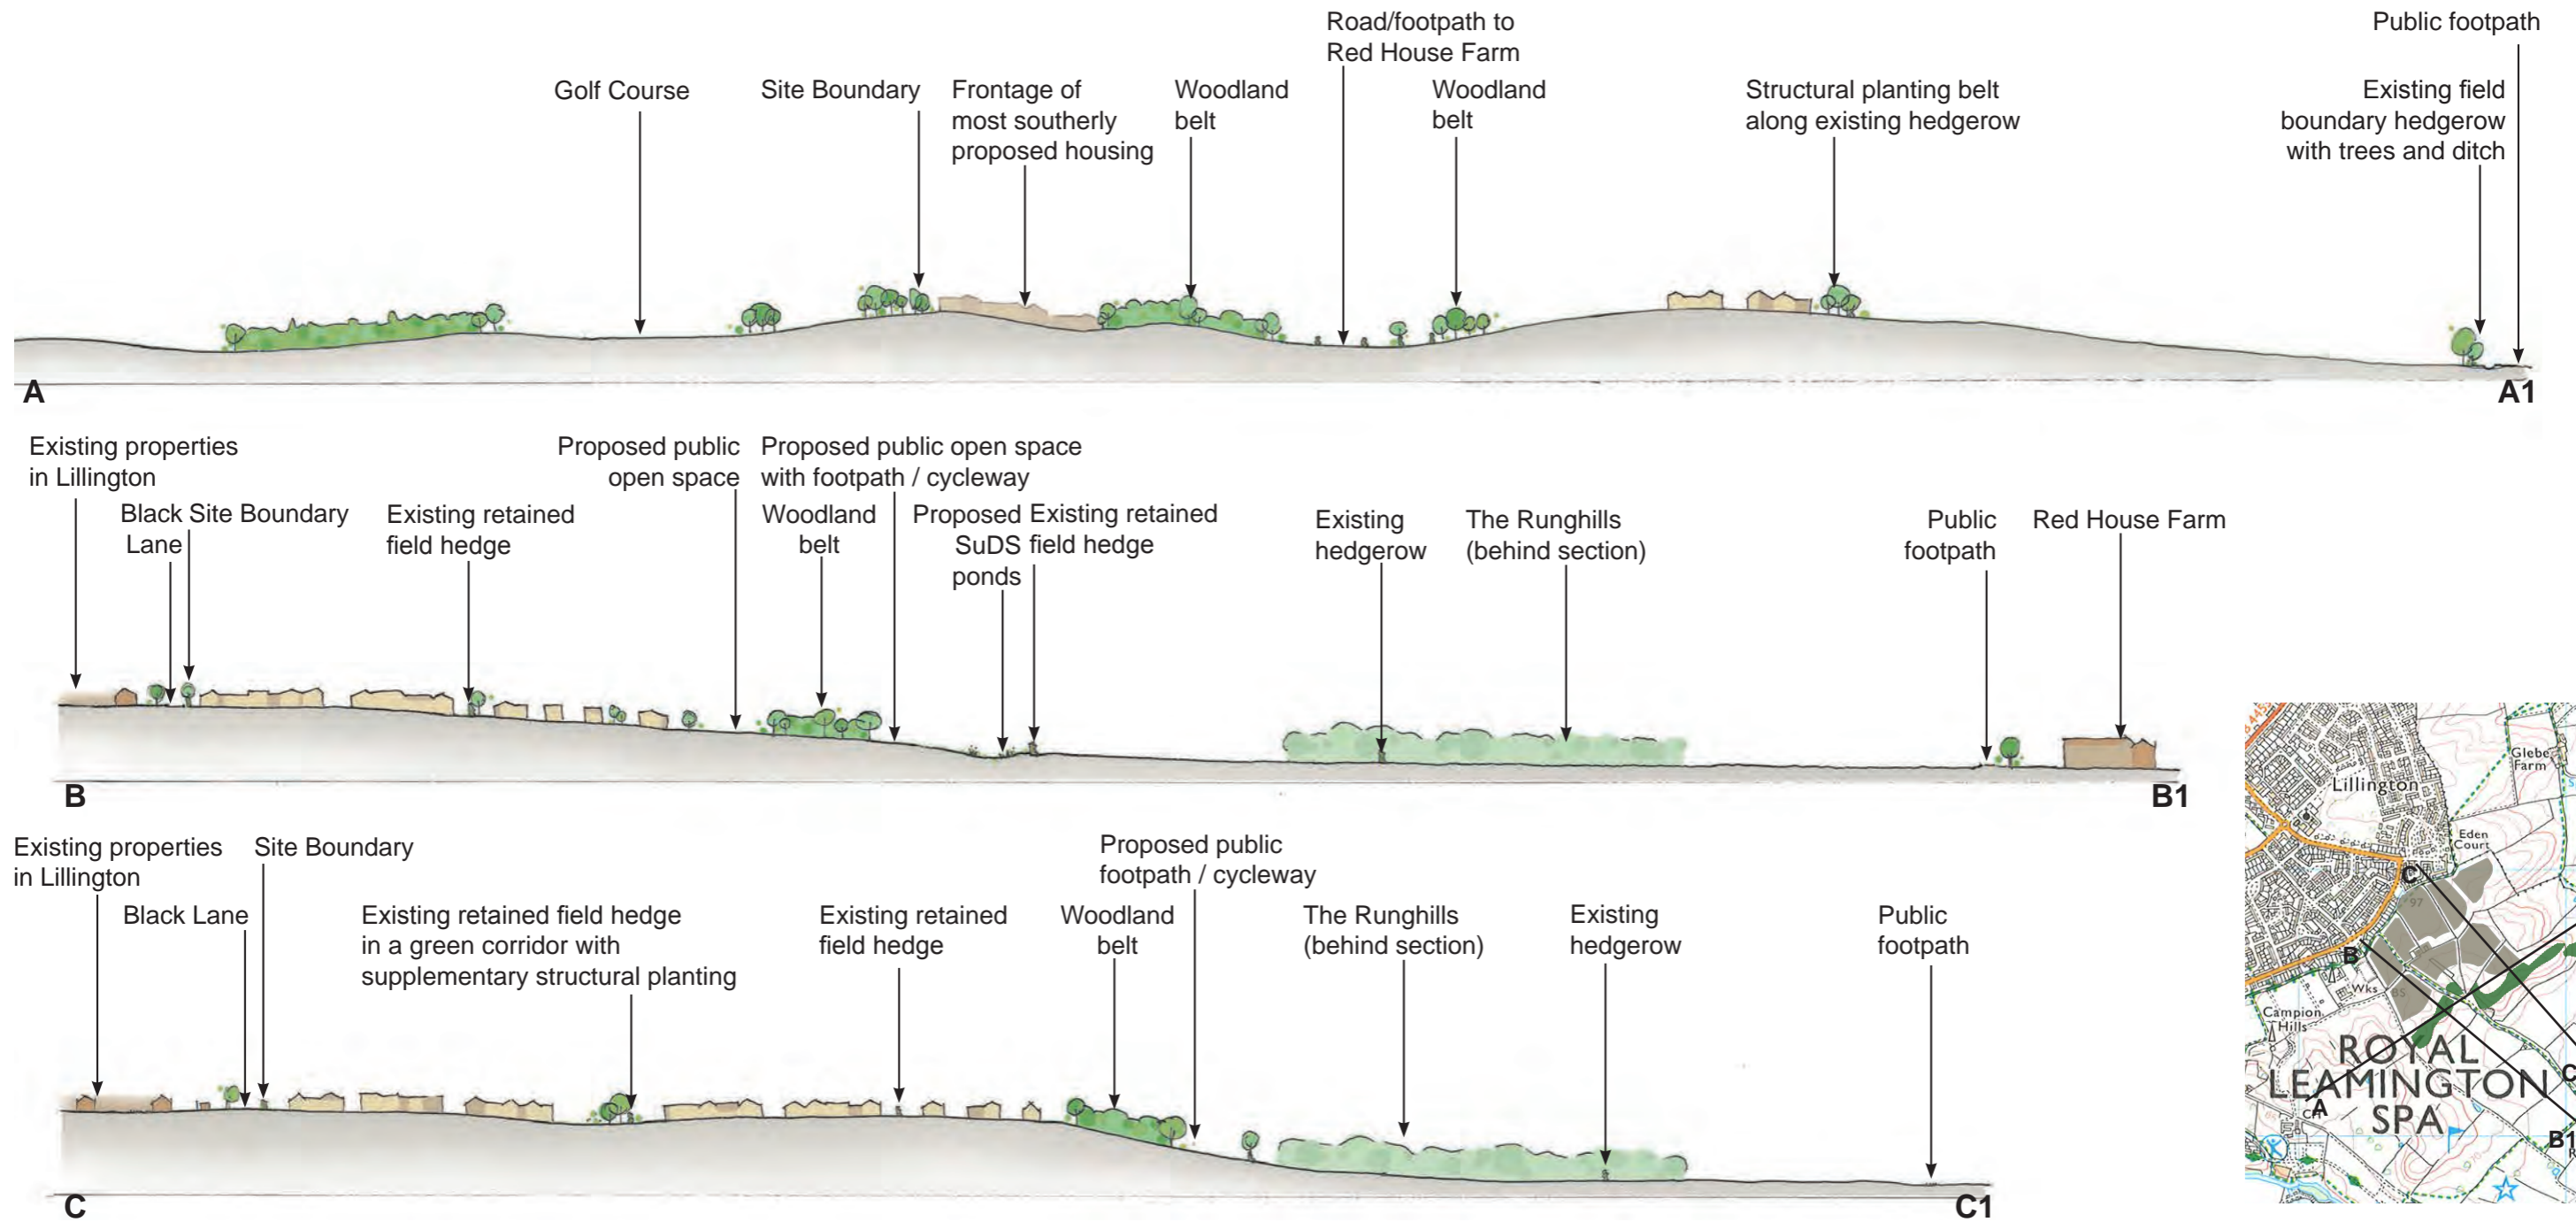 Road/footpath to
Red House Farm
Public footpath
Golf Course
Site Boundary
Frontage of
most southerly
proposed housing
Woodland
belt
Woodland
belt
Structural planting belt
along existing hedgerow
Existing field
boundary hedgerow
with trees and ditch
A
A1
Existing properties
in Lillington
Black
Lane
Site Boundary
Existing retained
field hedge
Proposed public
open space
Proposed public open space
with footpath / cycleway
Woodland
belt
Proposed
SuDS
ponds
Existing retained
field hedge
Existing
hedgerow
The Runghills
(behind section)
Public
footpath
Red House Farm
B
B1
Existing properties
in Lillington
Black Lane
Site Boundary
Existing retained field hedge
in a green corridor with
supplementary structural planting
Existing retained
field hedge
Woodland
belt
Proposed public
footpath / cycleway
The Runghills
(behind section)
Existing
hedgerow
Public
footpath
C
C1
Glebe
Farm
Lillington
Eden
Court
C
97
B
Wks
85
Campion
Hills
ROYAL
LEAMINGTON
SPA
A
CH
C
B1